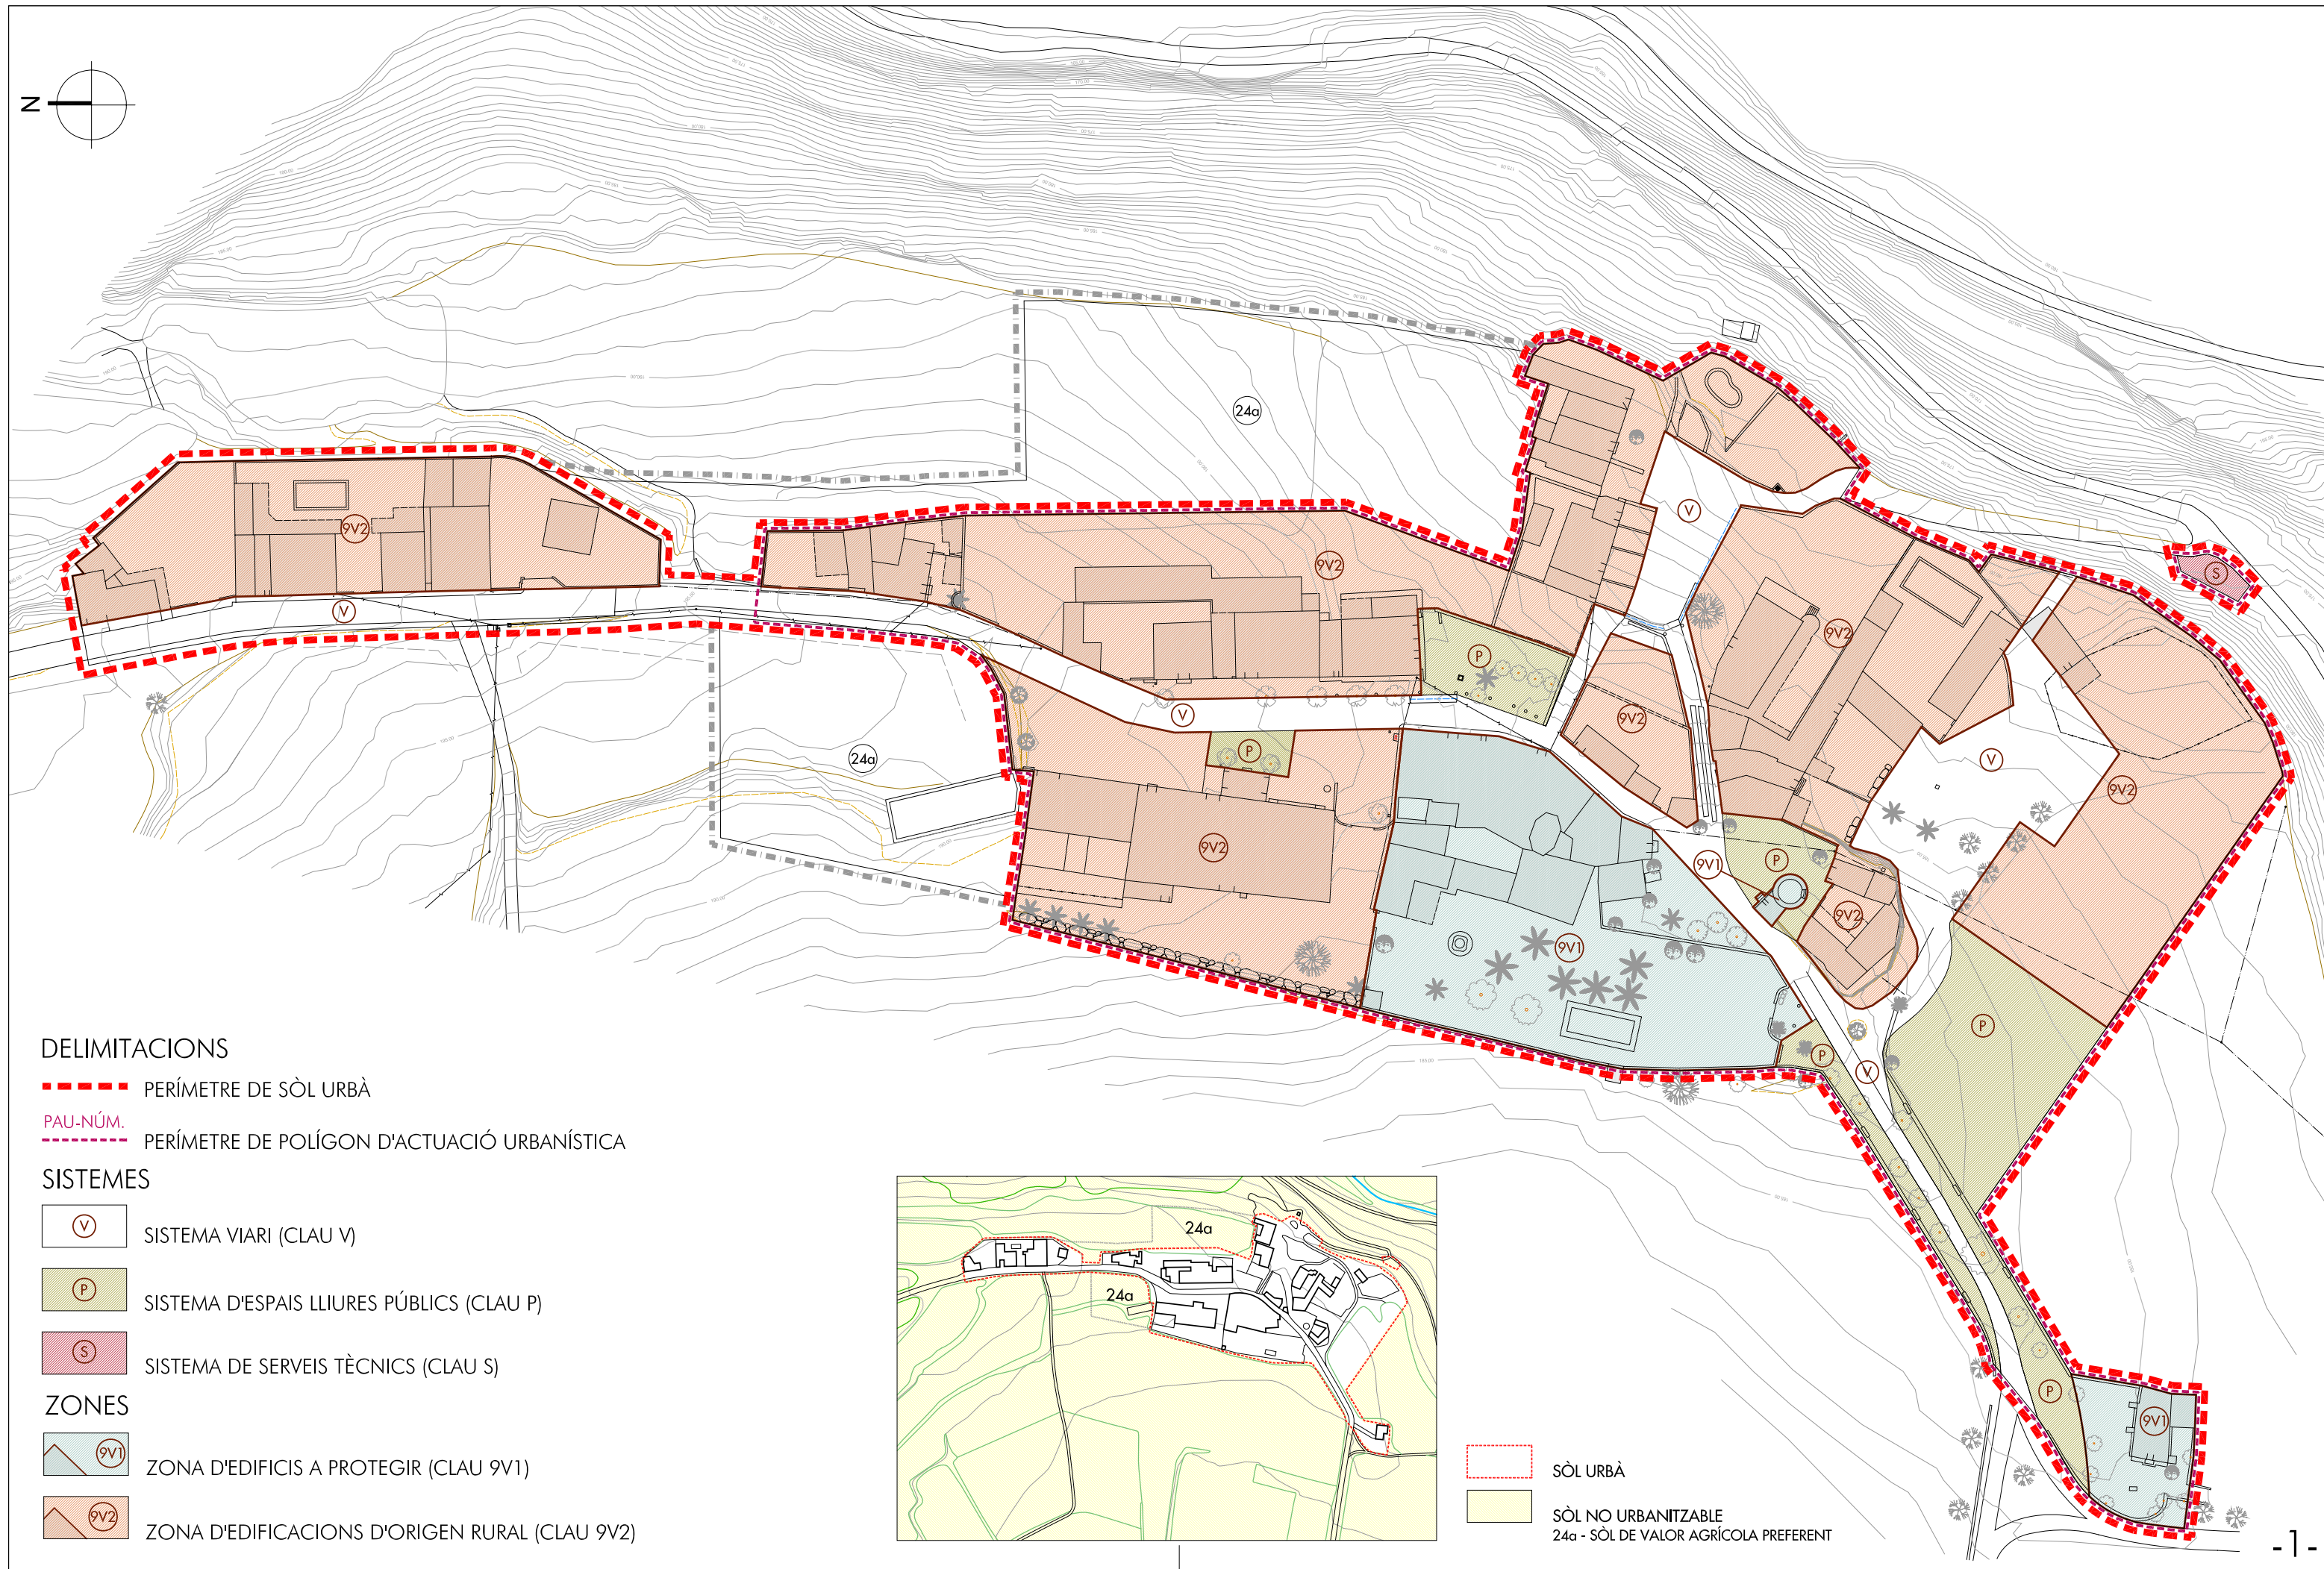 N
24a
9V2
V
9V2
V
S
9V2
P
9V2
V
P
9V2
V
9V2
24a
9V2
P
9V1
9V2
9V1
P
P
V
P
9V1
DELIMITACIONS
PERÍMETRE DE SÒL URBÀ
PAU-NÚM.
PERÍMETRE DE POLÍGON D'ACTUACIÓ URBANÍSTICA
SISTEMES
V SISTEMA VIARI (CLAU V)
P SISTEMA D'ESPAIS LLIURES PÚBLICS (CLAU P)
S SISTEMA DE SERVEIS TÈCNICS (CLAU S)
ZONES
9V1 ZONA D'EDIFICIS A PROTEGIR (CLAU 9V1)
9V2 ZONA D'EDIFICACIONS D'ORIGEN RURAL (CLAU 9V2)
24a
24a
SÒL URBÀ
SÒL NO URBANITZABLE
24a - SÒL DE VALOR AGRÍCOLA PREFERENT
-1-